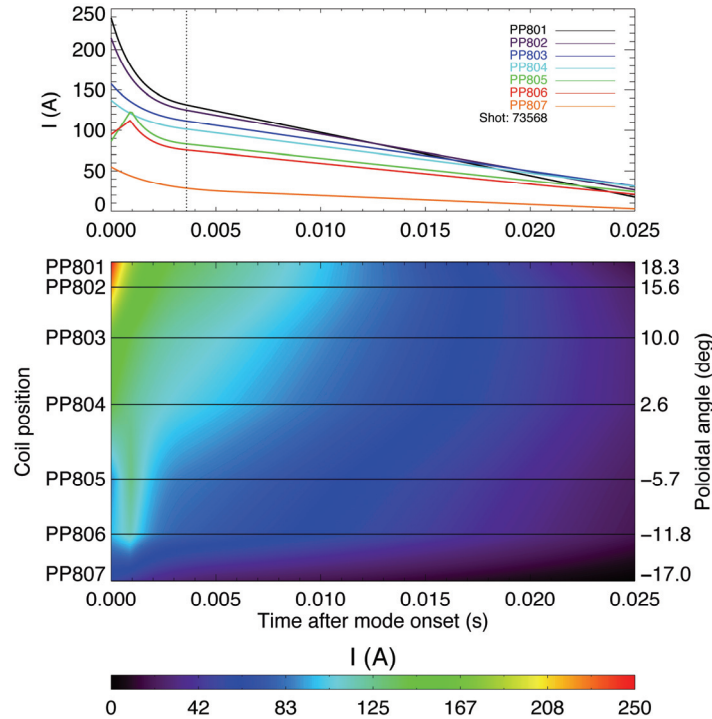 I (A)
250
200
150
100
50
0
PP801
PP802
PP803
PP804
PP805
PP806
PP807
Shot: 73568
0.000 0.005 0.010 0.015 0.020 0.025
Coil position
PP801 18.3
PP802 15.6
PP803 10.0
PP804 2.6
PP805 -5.7
PP806 -11.8
PP807 -17.0
Poloidal angle (deg)
0.000 0.005 0.010 0.015 0.020 0.025
Time after mode onset (s)
I (A)
0 42 83 125 167 208 250